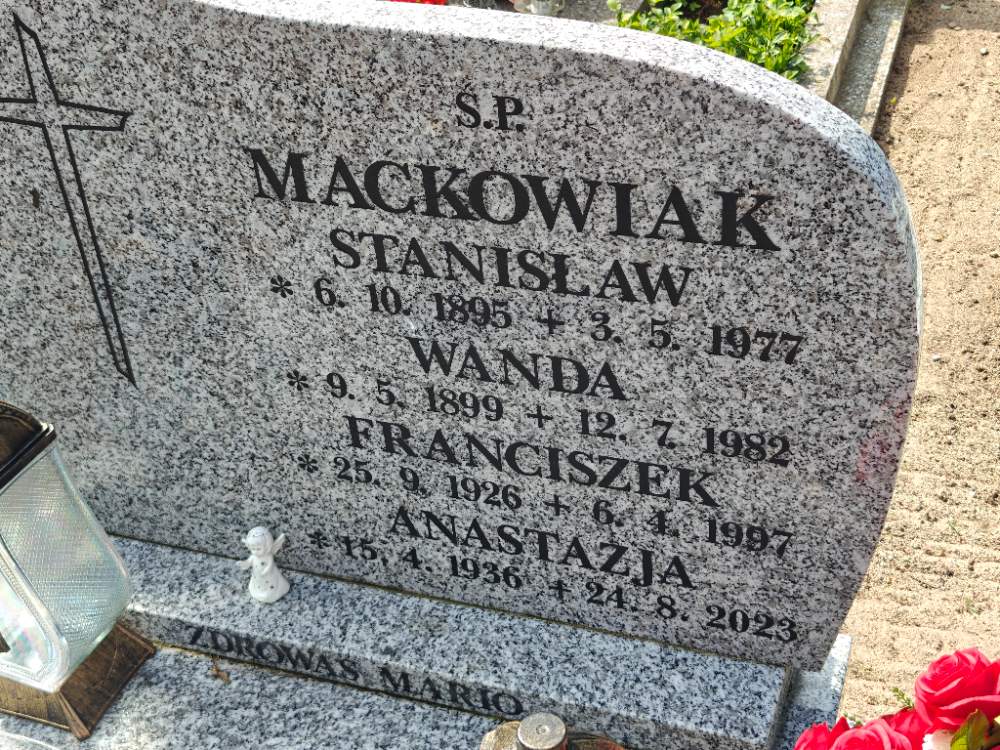 Ś.P.
MAĆKOWIAK
STANISŁAW
* 6. 10. 1895 + 3. 5. 1977
WANDA
* 9. 5. 1899 + 12. 7. 1982
FRANCISZEK
* 25. 9. 1926 + 6. 4. 1997
ANASTAZJA
* 15. 4. 1936 + 24. 8. 2023
ZDROWAŚ MARIO